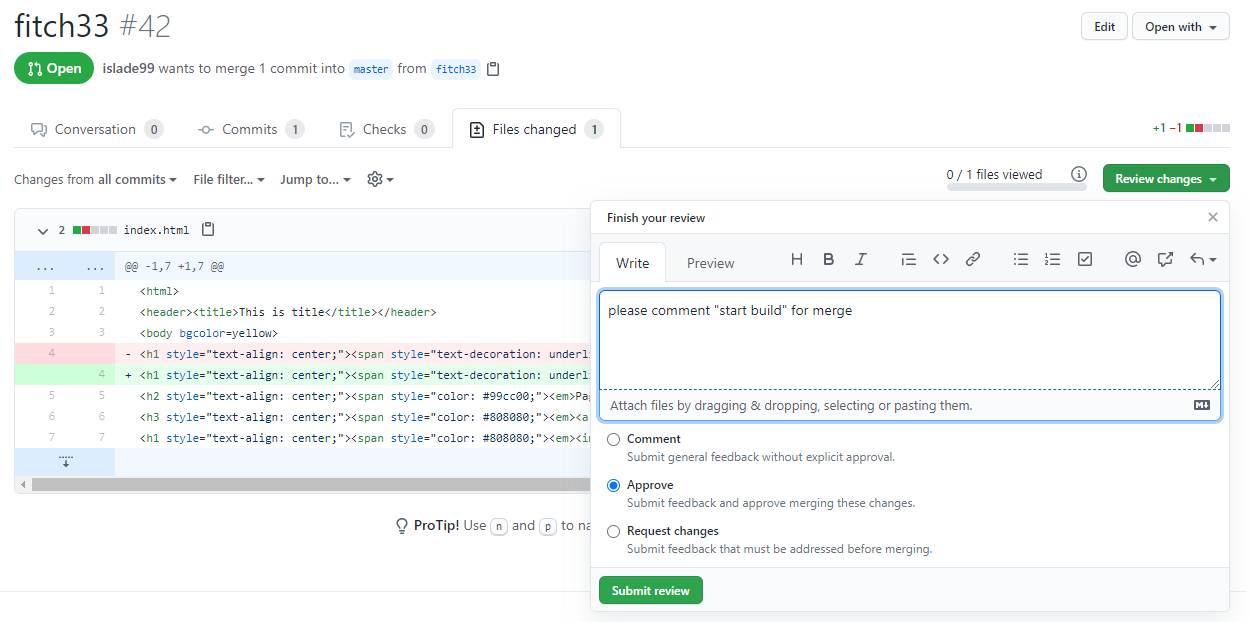 fitch33 #42
Edit
Open with
Open
islade99 wants to merge 1 commit into master from fitch33
Conversation 0
Commits 1
Checks 0
Files changed 1
+1 −1
Changes from all commits
File filter...
Jump to...
0 / 1 files viewed
Review changes
2 index.html
... ... @@ -1,7 +1,7 @@
1 1 <html>
2 2 <header><title>This is title</title></header>
3 3 <body bgcolor=yellow>
4 - <h1 style="text-align: center;"><span style="text-decoration: underli
4 + <h1 style="text-align: center;"><span style="text-decoration: underli
5 5 <h2 style="text-align: center;"><span style="color: #99cc00;"><em>Pag
6 6 <h3 style="text-align: center;"><span style="color: #808080;"><em><a
7 7 <h1 style="text-align: center;"><span style="color: #808080;"><em><in
ProTip! Use n and p to na
Finish your review
Write
Preview
please comment "start build" for merge
Attach files by dragging & dropping, selecting or pasting them.
Comment
Submit general feedback without explicit approval.
Approve
Submit feedback and approve merging these changes.
Request changes
Submit feedback that must be addressed before merging.
Submit review